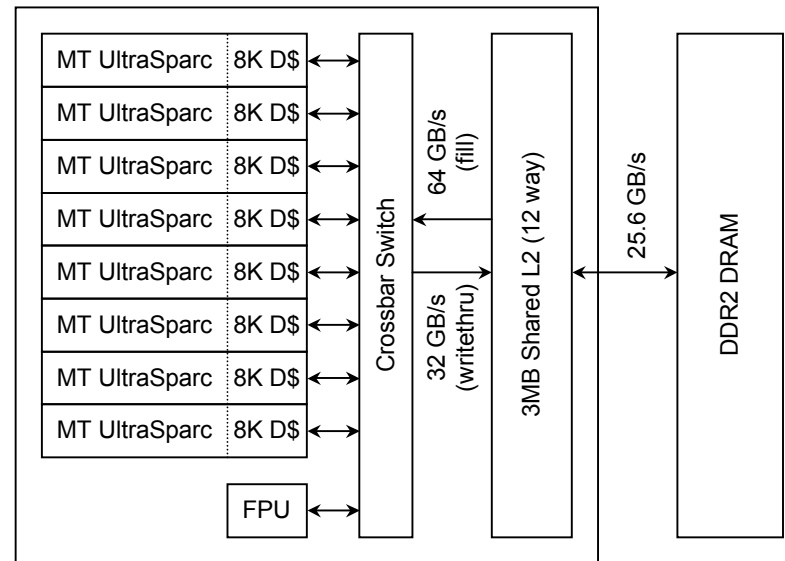 MT UltraSparc 8K D$
MT UltraSparc 8K D$
MT UltraSparc 8K D$
MT UltraSparc 8K D$
MT UltraSparc 8K D$
MT UltraSparc 8K D$
MT UltraSparc 8K D$
MT UltraSparc 8K D$
FPU
Crossbar Switch
64 GB/s
(fill)
32 GB/s
(writethru)
3MB Shared L2 (12 way)
25.6 GB/s
DDR2 DRAM